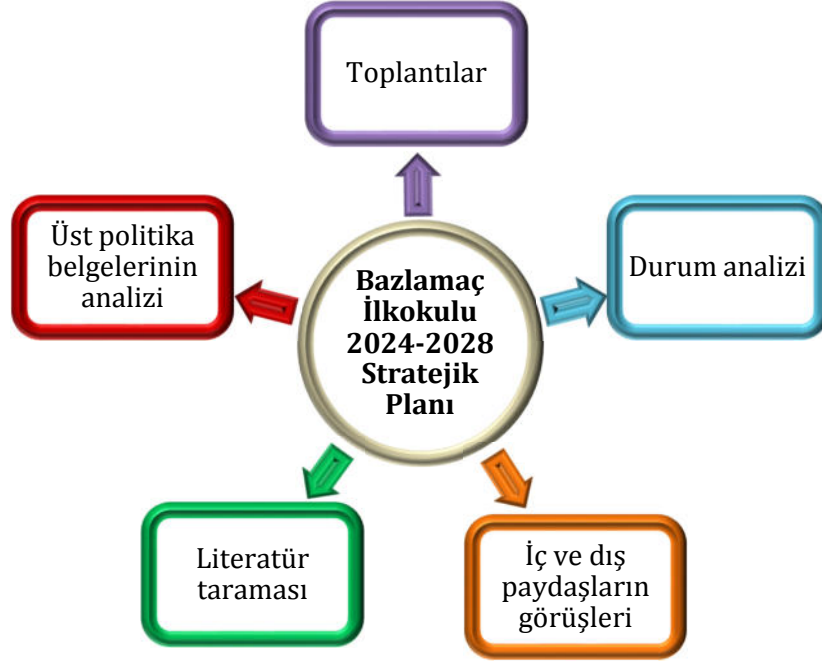 Toplantılar
Üst politika
belgelerinin
analizi
Bazlamaç
İlkokulu
2024-2028
Stratejik
Planı
Durum analizi
Literatür
taraması
İç ve dış
paydaşların
görüşleri